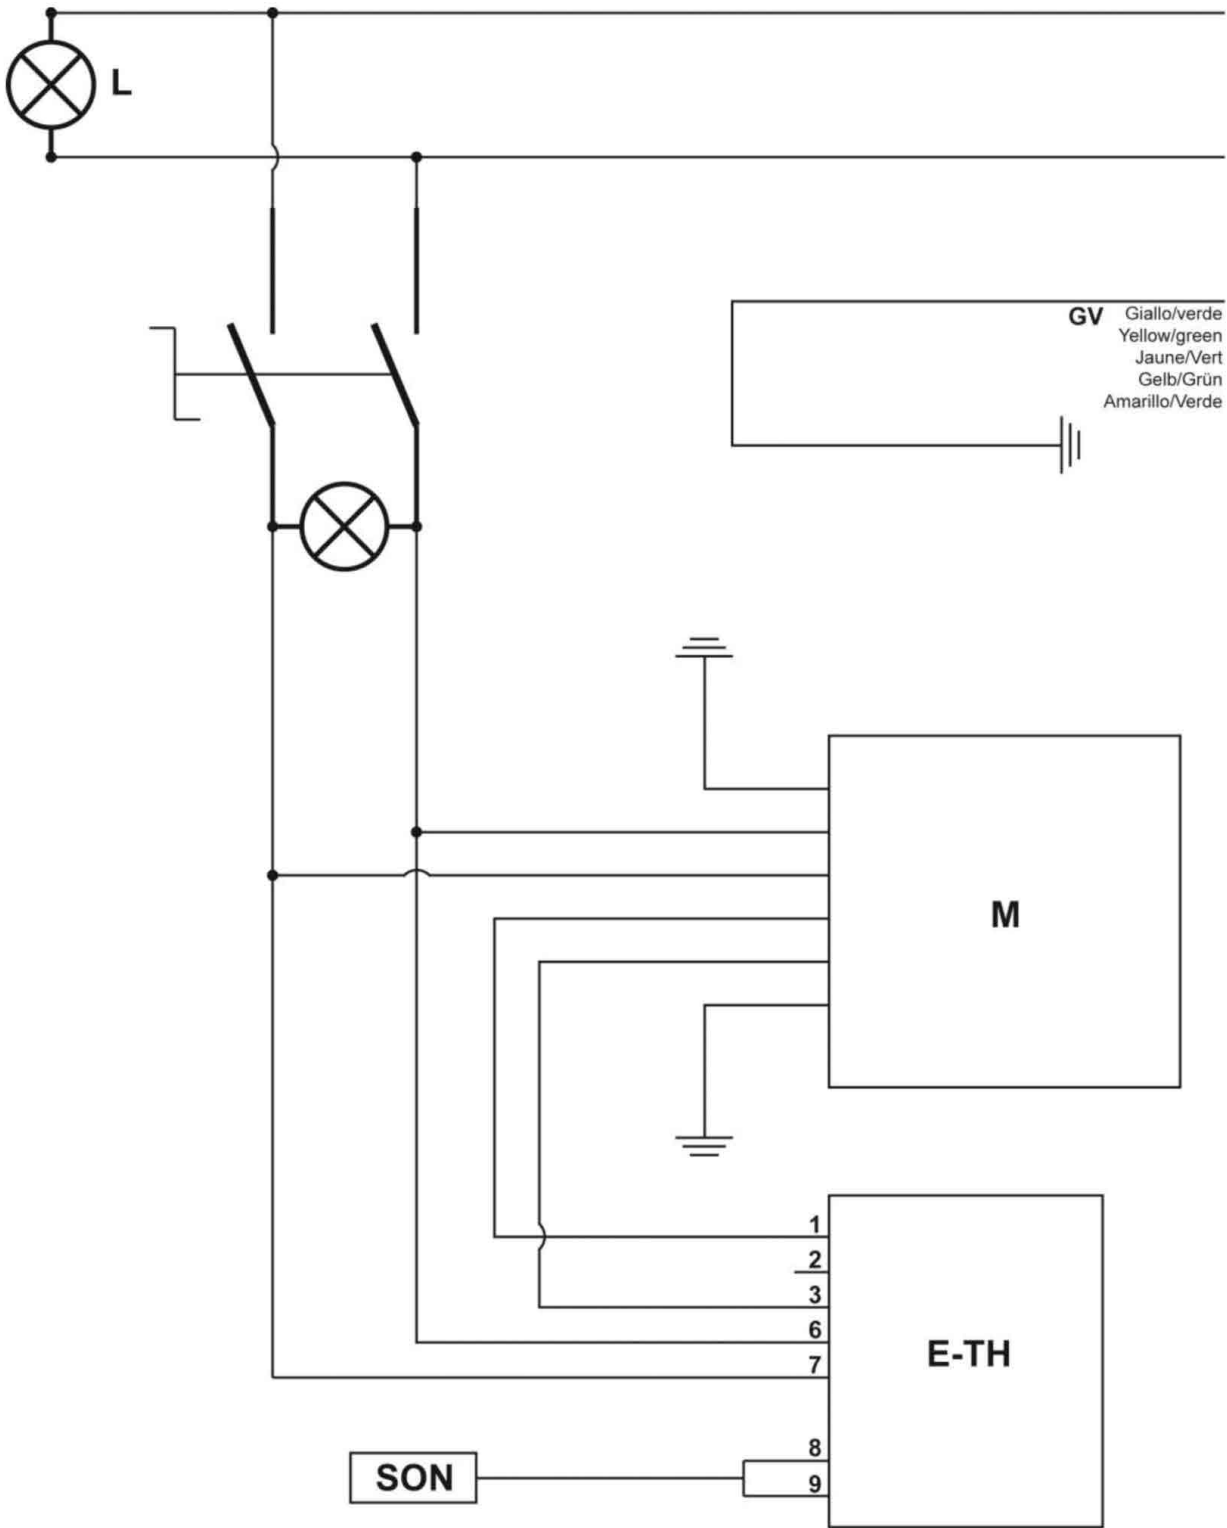 L
GV Giallo/verde
Yellow/green
Jaune/Vert
Gelb/Grün
Amarillo/Verde
M
1
2
3
6
7
E-TH
8
9
SON